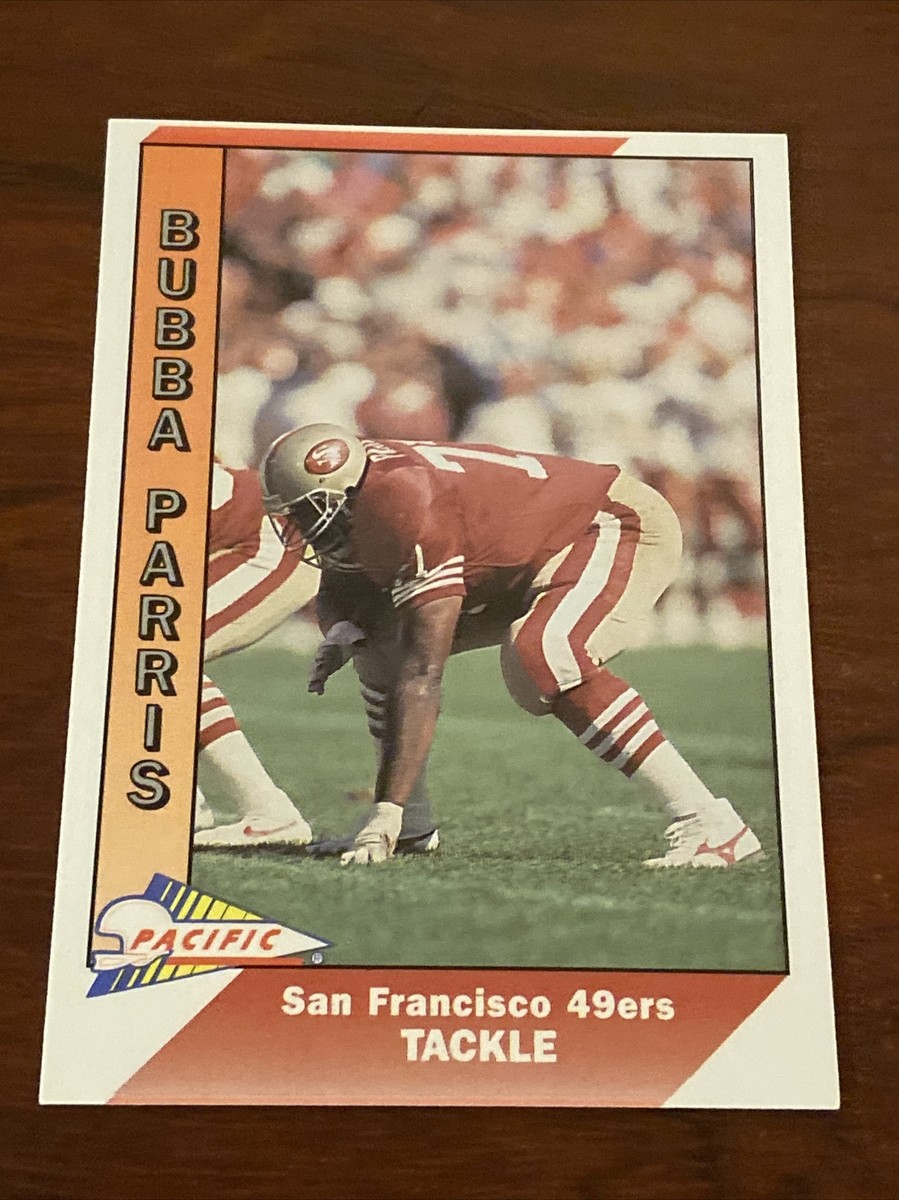 BUBBA PARRIS
PACIFIC
®
San Francisco 49ers
TACKLE